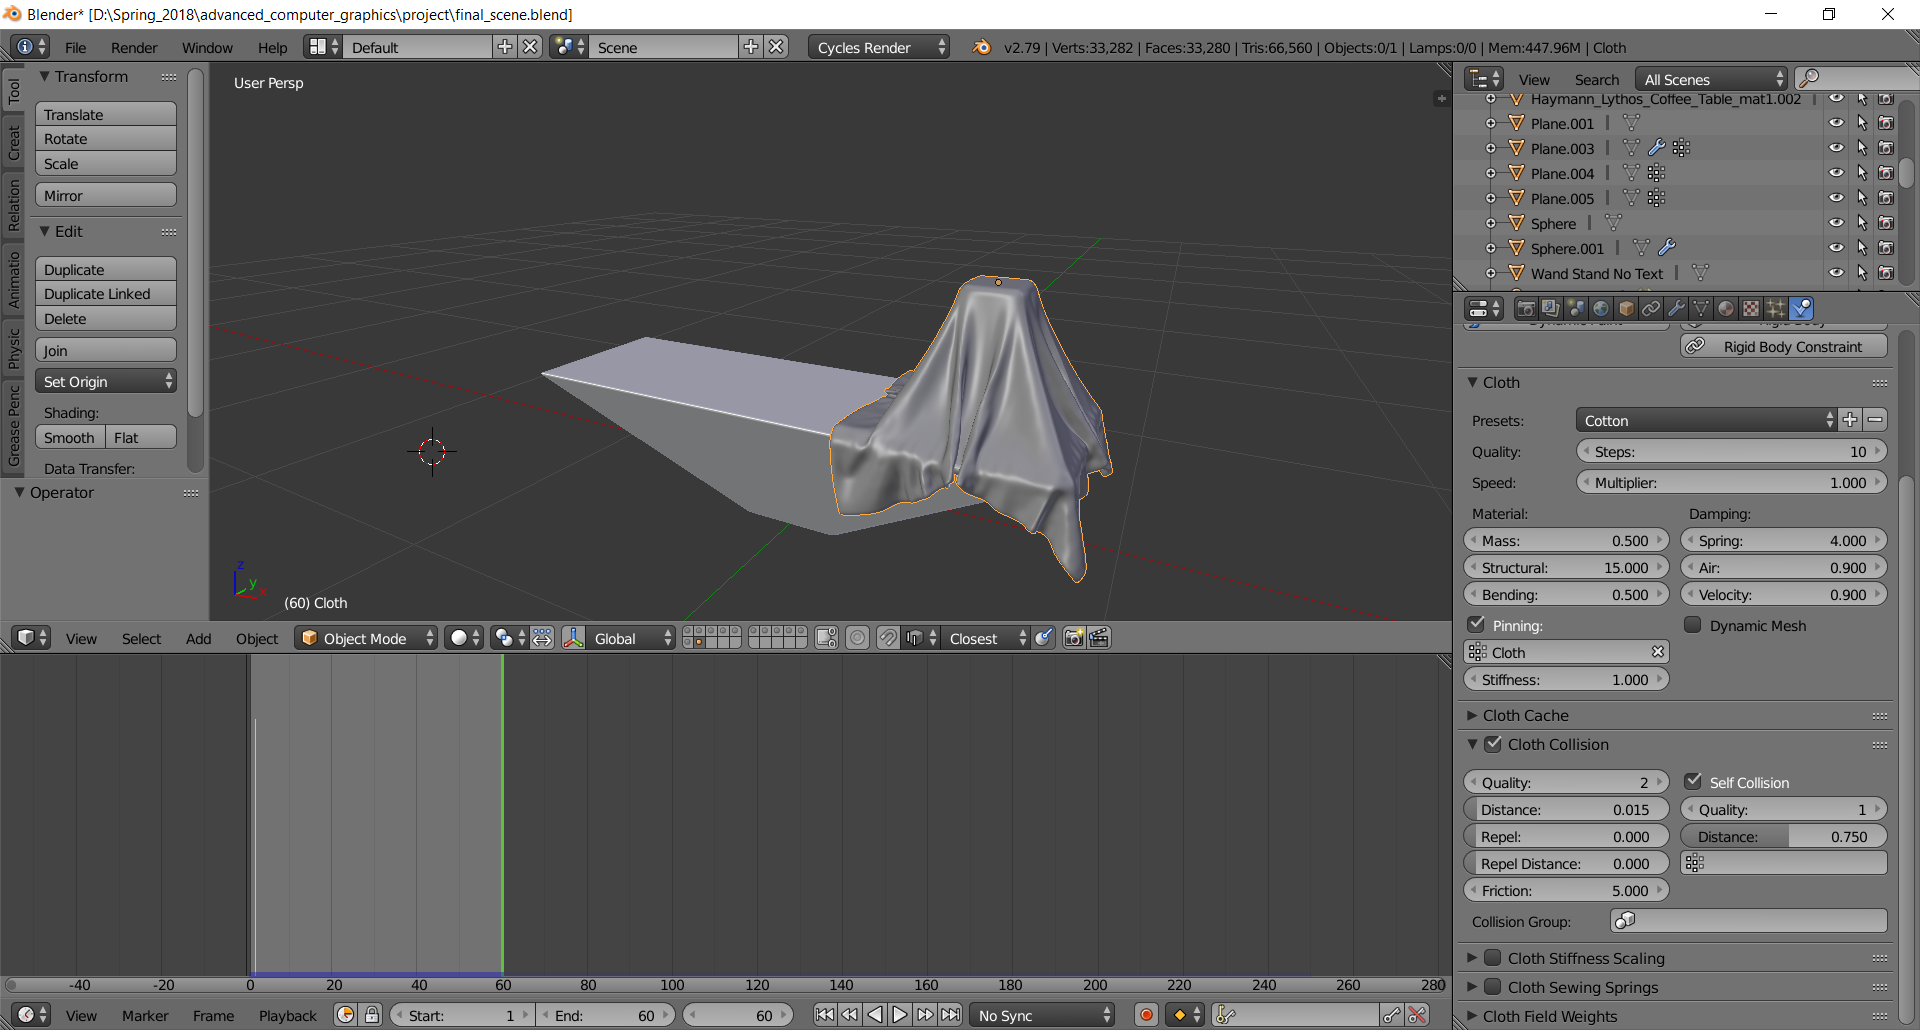 Blender* [D:\Spring_2018\advanced_computer_graphics\project\final_scene.blend]
File Render Window Help Default Scene Cycles Render v2.79 | Verts:33,282 | Faces:33,280 | Tris:66,560 | Objects:0/1 | Lamps:0/0 | Mem:447.96M | Cloth
Tool
Creat
Relation
Animatio
Physic
Grease Penc
Transform
Translate
Rotate
Scale
Mirror
Edit
Duplicate
Duplicate Linked
Delete
Join
Set Origin
Shading:
Smooth Flat
Data Transfer:
Operator
User Persp
z
y
x
(60) Cloth
View Select Add Object Object Mode Global Closest
View Search All Scenes
Haymann_Lythos_Coffee_Table_mat1.002
Plane.001
Plane.003
Plane.004
Plane.005
Sphere
Sphere.001
Wand Stand No Text
Dynamic Paint Rigid Body
Rigid Body Constraint
Cloth
Presets: Cotton
Quality: Steps: 10
Speed: Multiplier: 1.000
Material: Damping:
Mass: 0.500 Spring: 4.000
Structural: 15.000 Air: 0.900
Bending: 0.500 Velocity: 0.900
Pinning: Dynamic Mesh
Cloth
Stiffness: 1.000
Cloth Cache
Cloth Collision
Quality: 2 Self Collision
Distance: 0.015 Quality: 1
Repel: 0.000 Distance: 0.750
Repel Distance: 0.000
Friction: 5.000
Collision Group:
Cloth Stiffness Scaling
Cloth Sewing Springs
Cloth Field Weights
-40 -20 0 20 40 60 80 100 120 140 160 180 200 220 240 260 280
View Marker Frame Playback Start: 1 End: 60 60 No Sync